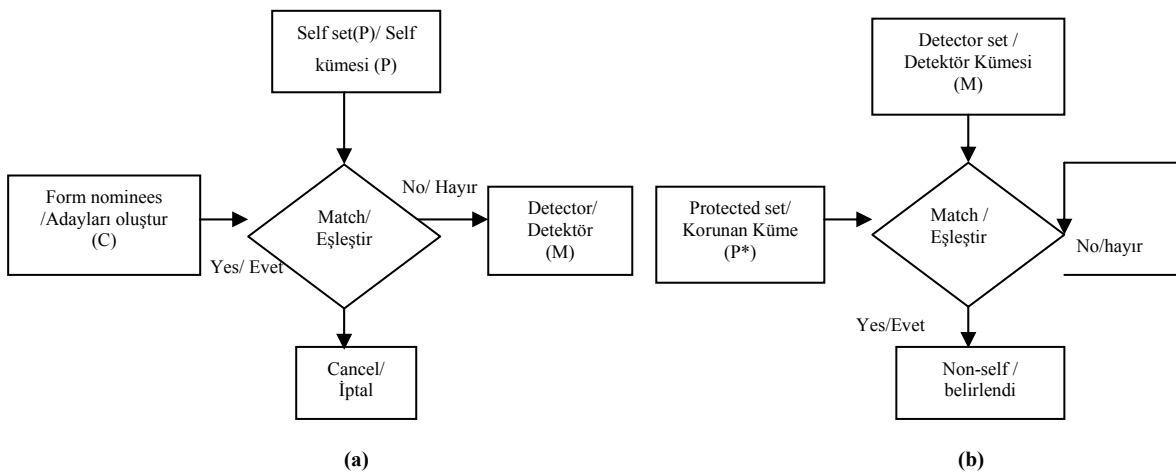 Self set(P)/ Self
kümesi (P)
Form nominees
/Adayları oluştur
(C)
Match/
Eşleştir
No/ Hayır
Detector/
Detektör
(M)
Yes/ Evet
Cancel/
İptal
(a)
Detector set /
Detektör Kümesi
(M)
Protected set/
Korunan Küme
(P*)
Match /
Eşleştir
No/hayır
Yes/Evet
Non-self /
belirlendi
(b)